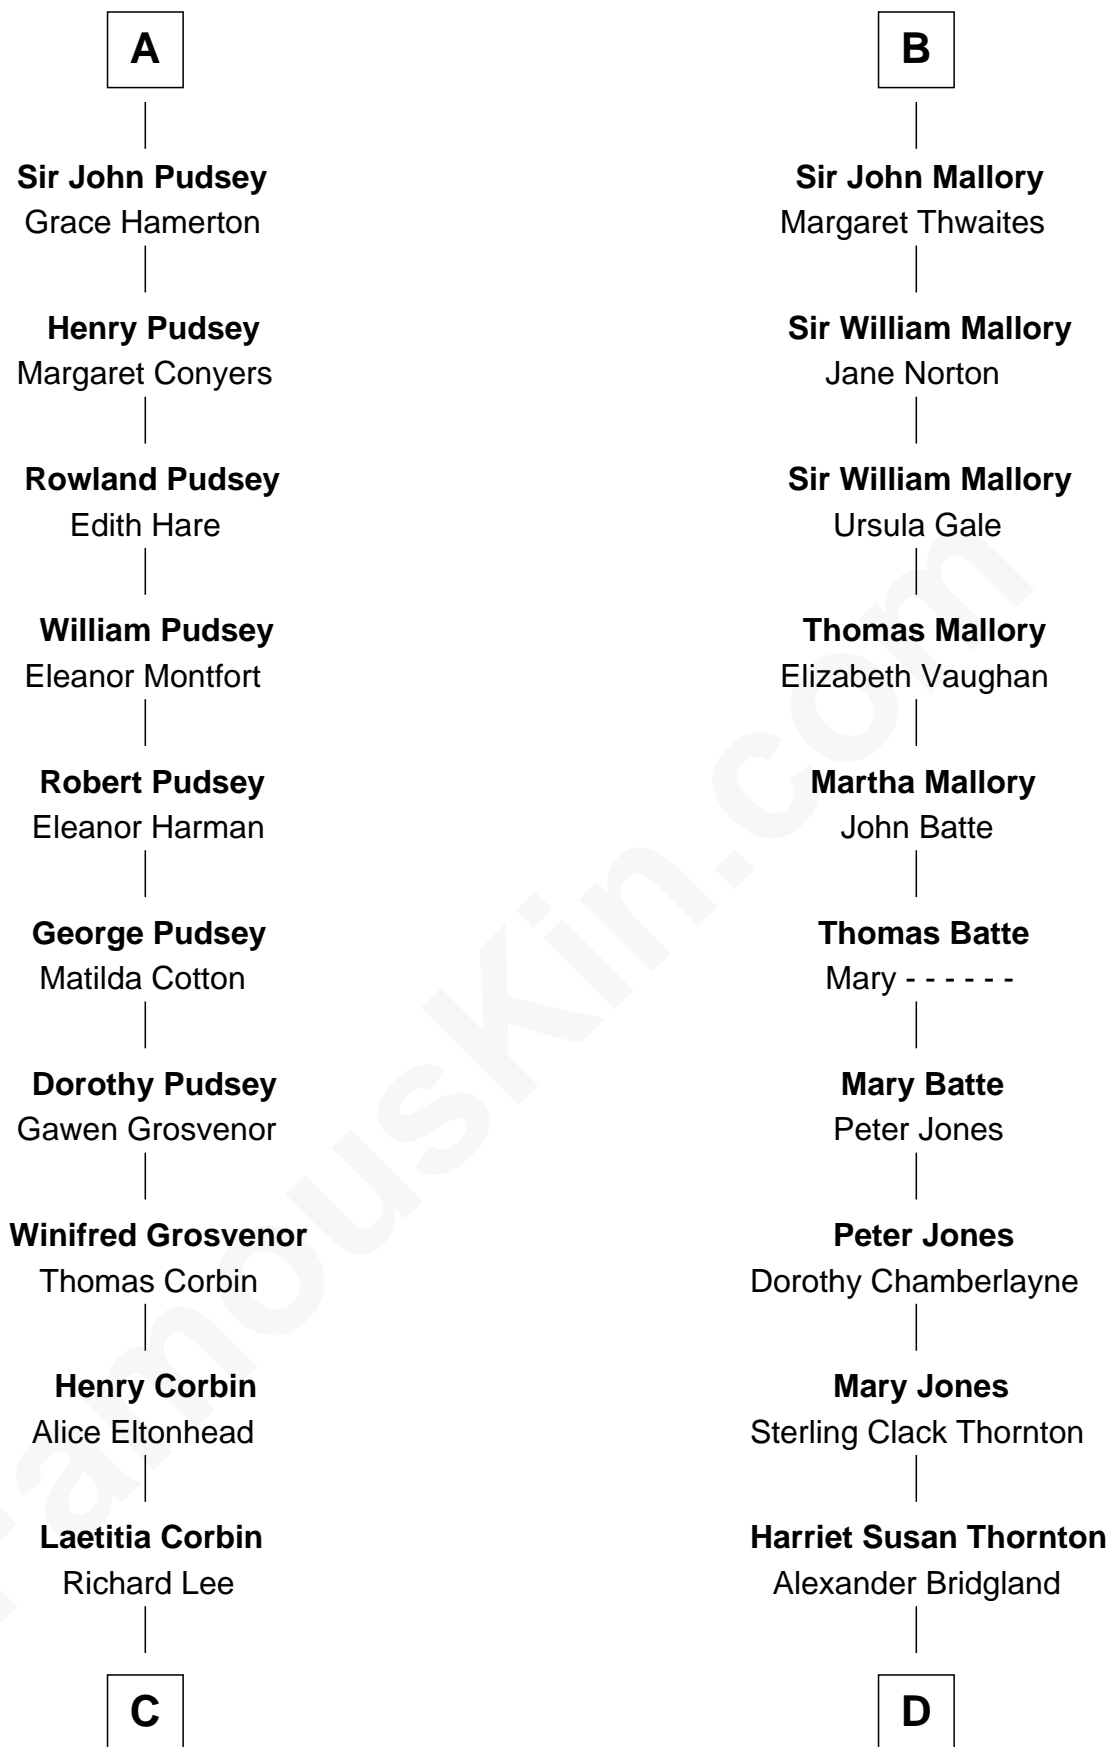 A
Sir John Pudsey
Grace Hamerton
Henry Pudsey
Margaret Conyers
Rowland Pudsey
Edith Hare
William Pudsey
Eleanor Montfort
Robert Pudsey
Eleanor Harman
George Pudsey
Matilda Cotton
Dorothy Pudsey
Gawen Grosvenor
Winifred Grosvenor
Thomas Corbin
Henry Corbin
Alice Eltonhead
Laetitia Corbin
Richard Lee
C
B
Sir John Mallory
Margaret Thwaites
Sir William Mallory
Jane Norton
Sir William Mallory
Ursula Gale
Thomas Mallory
Elizabeth Vaughan
Martha Mallory
John Batte
Thomas Batte
Mary - - - - - -
Mary Batte
Peter Jones
Peter Jones
Dorothy Chamberlayne
Mary Jones
Sterling Clack Thornton
Harriet Susan Thornton
Alexander Bridgland
D
FamousKin.com